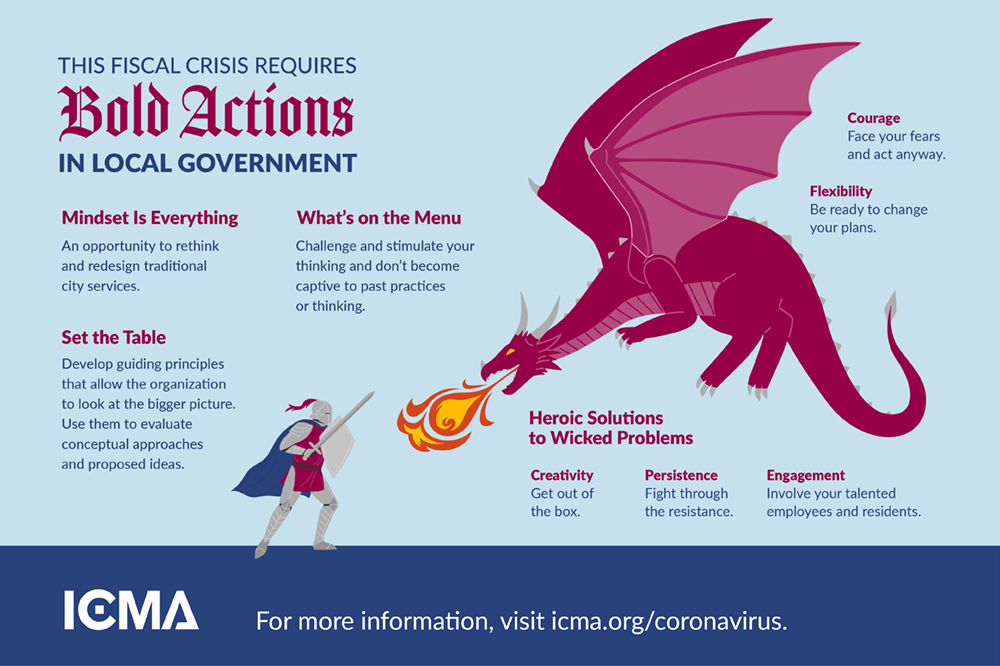 THIS FISCAL CRISIS REQUIRES
Bold Actions
IN LOCAL GOVERNMENT
Mindset Is Everything
An opportunity to rethink
and redesign traditional
city services.
What's on the Menu
Challenge and stimulate your
thinking and don't become
captive to past practices
or thinking.
Set the Table
Develop guiding principles
that allow the organization
to look at the bigger picture.
Use them to evaluate
conceptual approaches
and proposed ideas.
Courage
Face your fears
and act anyway.
Flexibility
Be ready to change
your plans.
Heroic Solutions
to Wicked Problems
Creativity
Get out of
the box.
Persistence
Fight through
the resistance.
Engagement
Involve your talented
employees and residents.
ICMA
For more information, visit icma.org/coronavirus.